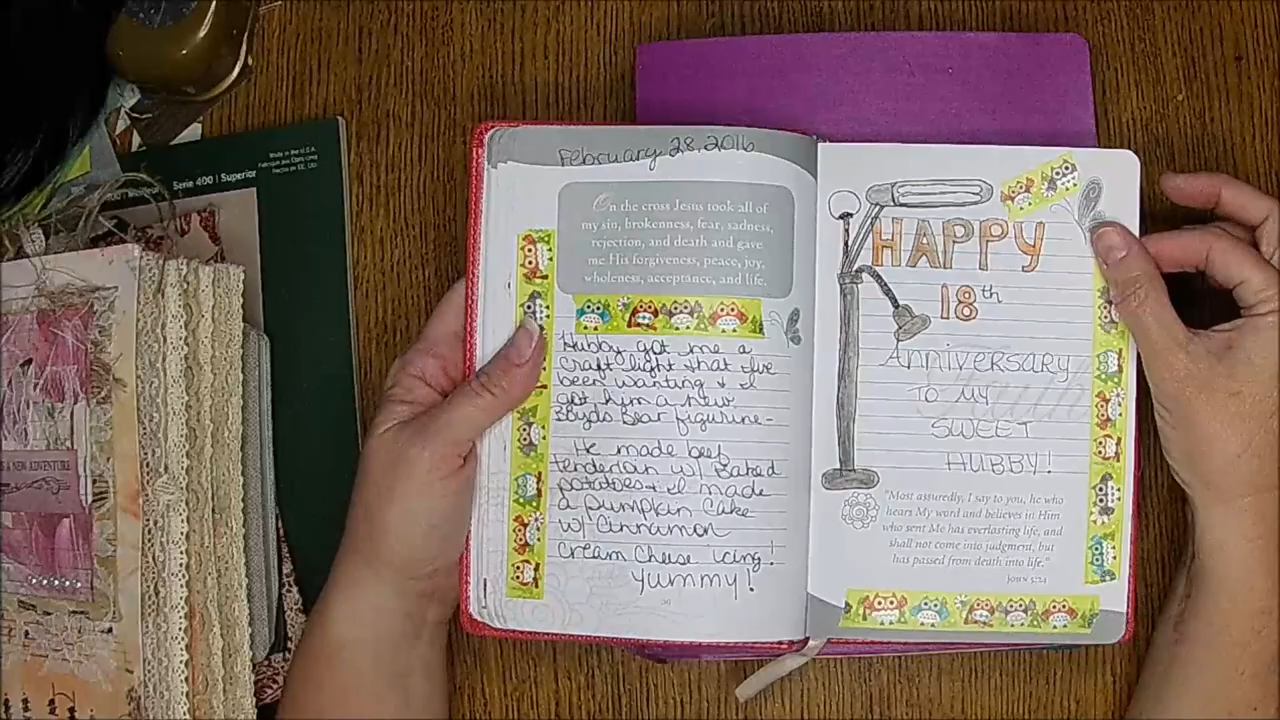 Made in the U.S.A.
Serie 400 | Superior
A NEW ADVENTURE
February 28, 2016
On the cross Jesus took all of
my sin, brokenness, fear, sadness,
rejection, and death and gave
me His forgiveness, peace, joy,
wholeness, acceptance, and life.
Hubby got me a
craft light that I've
been wanting & I
got him a new
Boyds Bear figurine-
He made beef
tenderloin w/ Baked
potatoes & I made
a pumpkin cake
w/ Cinnamon
Cream Cheese icing!
Yummy!
HAPPY
18th
ANNIVERSARY
TO MY
SWEET
HUBBY!
Faith
"Most assuredly, I say to you, he who
hears My word and believes in Him
who sent Me has everlasting life, and
shall not come into judgment, but
has passed from death into life."
JOHN 5:24